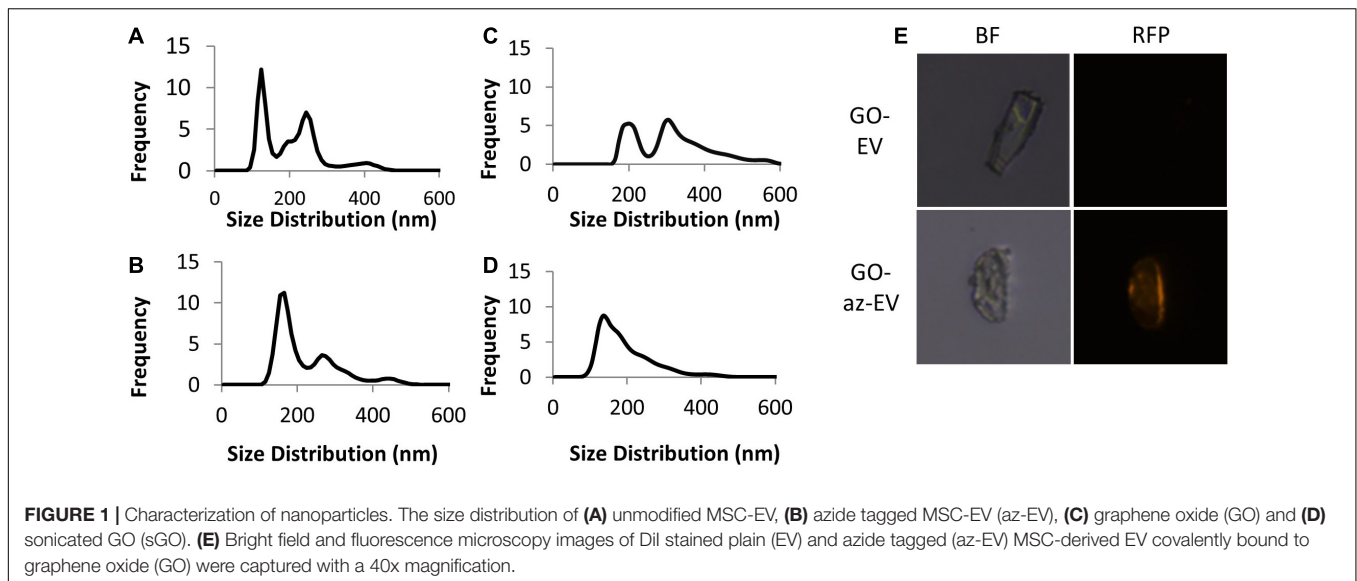 A
15
10
5
0
Frequency
0 200 400 600
Size Distribution (nm)
B
15
10
5
0
Frequency
0 200 400 600
Size Distribution (nm)
C
15
10
5
0
Frequency
0 200 400 600
Size Distribution (nm)
D
15
10
5
0
Frequency
0 200 400 600
Size Distribution (nm)
E
BF RFP
GO-
EV
GO-
az-EV
FIGURE 1 | Characterization of nanoparticles. The size distribution of (A) unmodified MSC-EV, (B) azide tagged MSC-EV (az-EV), (C) graphene oxide (GO) and (D)
sonicated GO (sGO). (E) Bright field and fluorescence microscopy images of DiI stained plain (EV) and azide tagged (az-EV) MSC-derived EV covalently bound to
graphene oxide (GO) were captured with a 40x magnification.